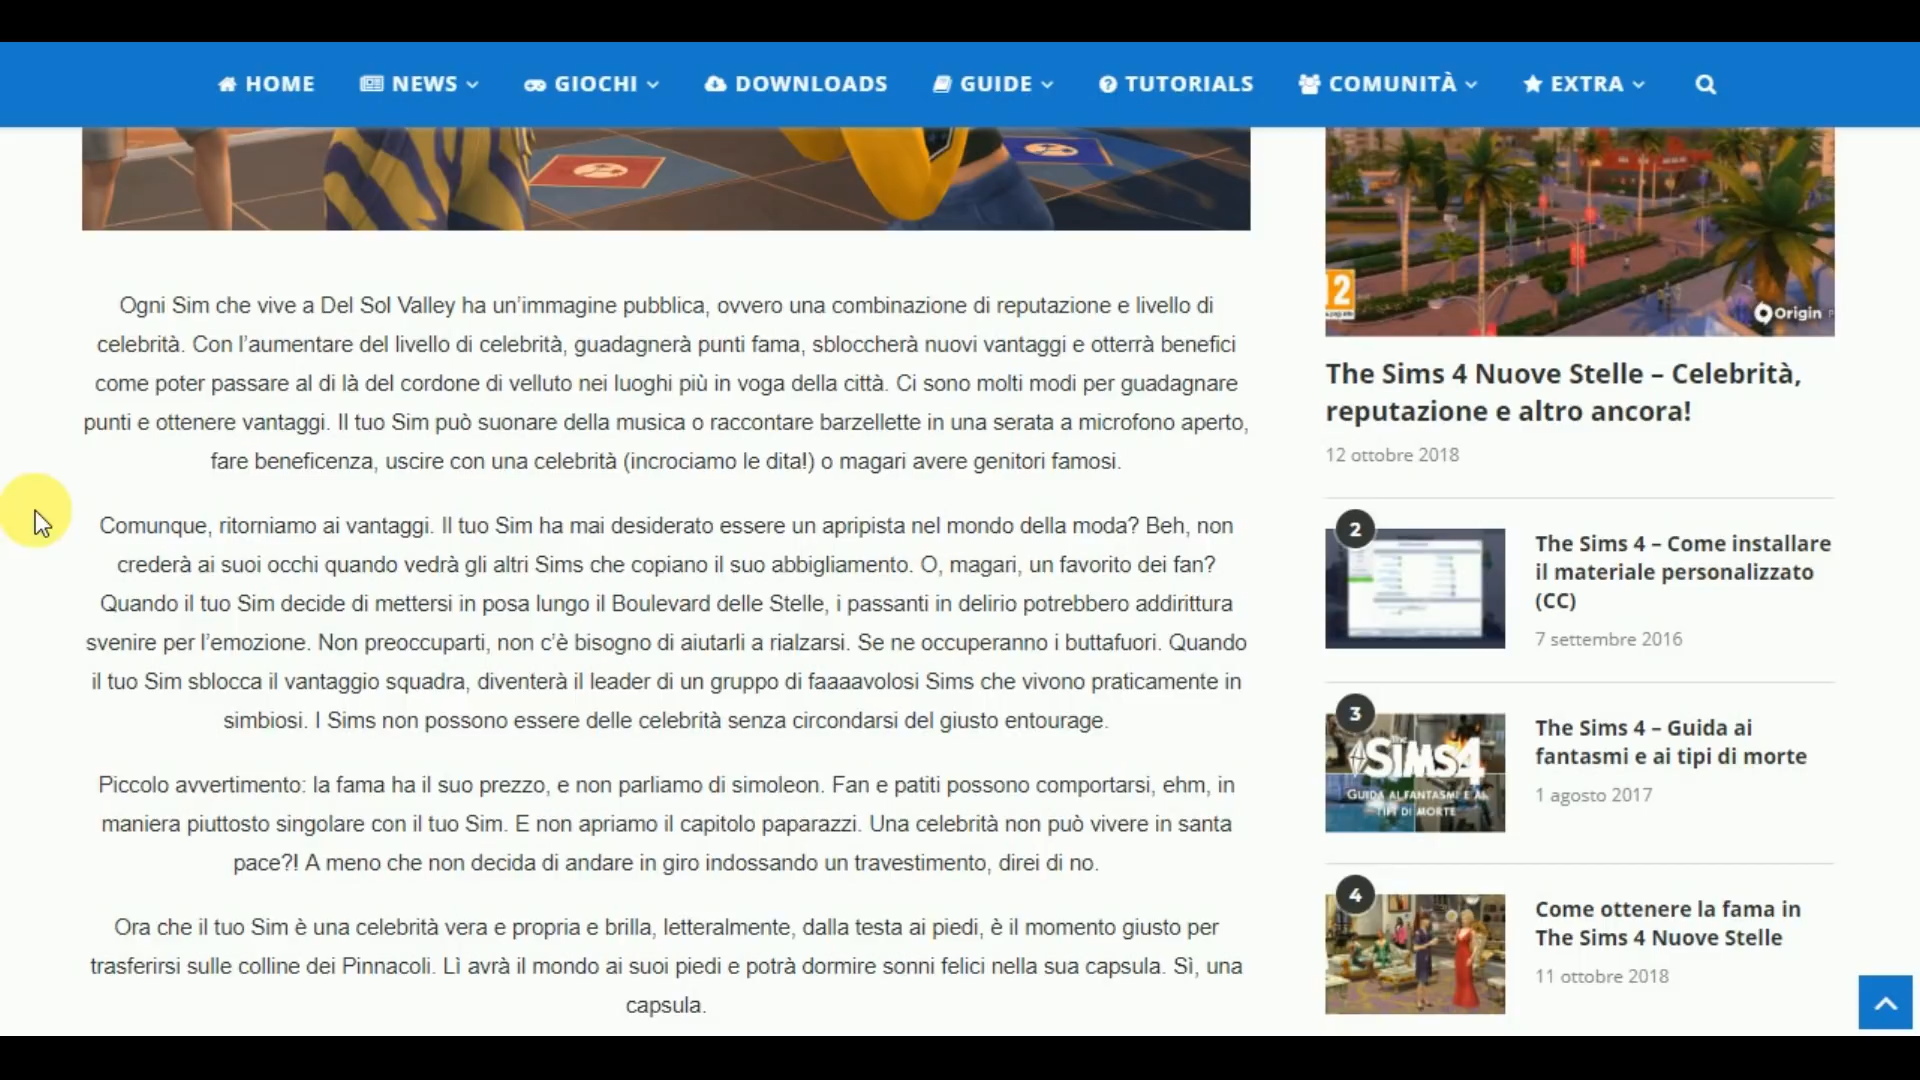 HOME NEWS GIOCHI DOWNLOADS GUIDE TUTORIALS COMUNITÀ EXTRA
Ogni Sim che vive a Del Sol Valley ha un’immagine pubblica, ovvero una combinazione di reputazione e livello di
celebrità. Con l’aumentare del livello di celebrità, guadagnerà punti fama, sbloccherà nuovi vantaggi e otterrà benefici
come poter passare al di là del cordone di velluto nei luoghi più in voga della città. Ci sono molti modi per guadagnare
punti e ottenere vantaggi. Il tuo Sim può suonare della musica o raccontare barzellette in una serata a microfono aperto,
fare beneficenza, uscire con una celebrità (incrociamo le dita!) o magari avere genitori famosi.
Comunque, ritorniamo ai vantaggi. Il tuo Sim ha mai desiderato essere un apripista nel mondo della moda? Beh, non
crederà ai suoi occhi quando vedrà gli altri Sims che copiano il suo abbigliamento. O, magari, un favorito dei fan?
Quando il tuo Sim decide di mettersi in posa lungo il Boulevard delle Stelle, i passanti in delirio potrebbero addirittura
svenire per l’emozione. Non preoccuparti, non c’è bisogno di aiutarli a rialzarsi. Se ne occuperanno i buttafuori. Quando
il tuo Sim sblocca il vantaggio squadra, diventerà il leader di un gruppo di faaaavolosi Sims che vivono praticamente in
simbiosi. I Sims non possono essere delle celebrità senza circondarsi del giusto entourage.
Piccolo avvertimento: la fama ha il suo prezzo, e non parliamo di simoleon. Fan e patiti possono comportarsi, ehm, in
maniera piuttosto singolare con il tuo Sim. E non apriamo il capitolo paparazzi. Una celebrità non può vivere in santa
pace?! A meno che non decida di andare in giro indossando un travestimento, direi di no.
Ora che il tuo Sim è una celebrità vera e propria e brilla, letteralmente, dalla testa ai piedi, è il momento giusto per
trasferirsi sulle colline dei Pinnacoli. Lì avrà il mondo ai suoi piedi e potrà dormire sonni felici nella sua capsula. Sì, una
capsula.
12
Origin
The Sims 4 Nuove Stelle – Celebrità,
reputazione e altro ancora!
12 ottobre 2018
2
The Sims 4 – Come installare
il materiale personalizzato
(CC)
7 settembre 2016
3
The SIMS4
GUIDA AI FANTASMI E AI
TIPI DI MORTE
The Sims 4 – Guida ai
fantasmi e ai tipi di morte
1 agosto 2017
4
Come ottenere la fama in
The Sims 4 Nuove Stelle
11 ottobre 2018